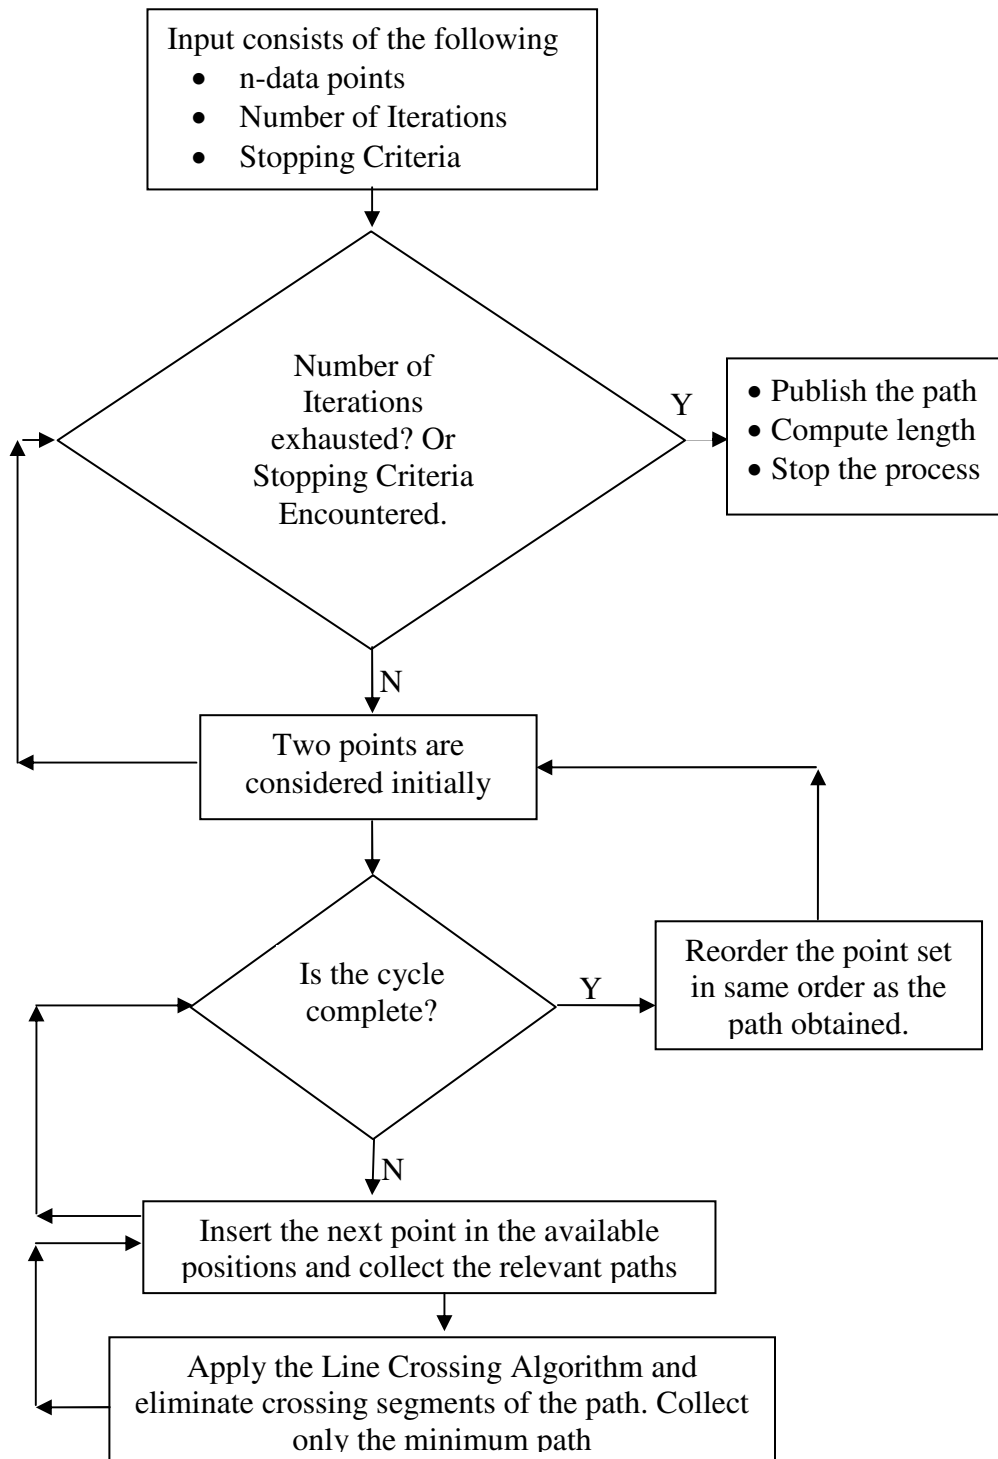 Input consists of the following
• n-data points
• Number of Iterations
• Stopping Criteria
Number of
Iterations
exhausted? Or
Stopping Criteria
Encountered.
Y
• Publish the path
• Compute length
• Stop the process
N
Two points are
considered initially
Is the cycle
complete?
Y
Reorder the point set
in same order as the
path obtained.
N
Insert the next point in the available
positions and collect the relevant paths
Apply the Line Crossing Algorithm and
eliminate crossing segments of the path. Collect
only the minimum path